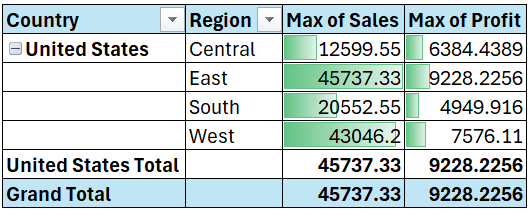 Country Region Max of Sales Max of Profit
United States Central 12599.55 6384.4389
East 45737.33 9228.2256
South 20552.55 4949.916
West 43046.2 7576.11
United States Total 45737.33 9228.2256
Grand Total 45737.33 9228.2256